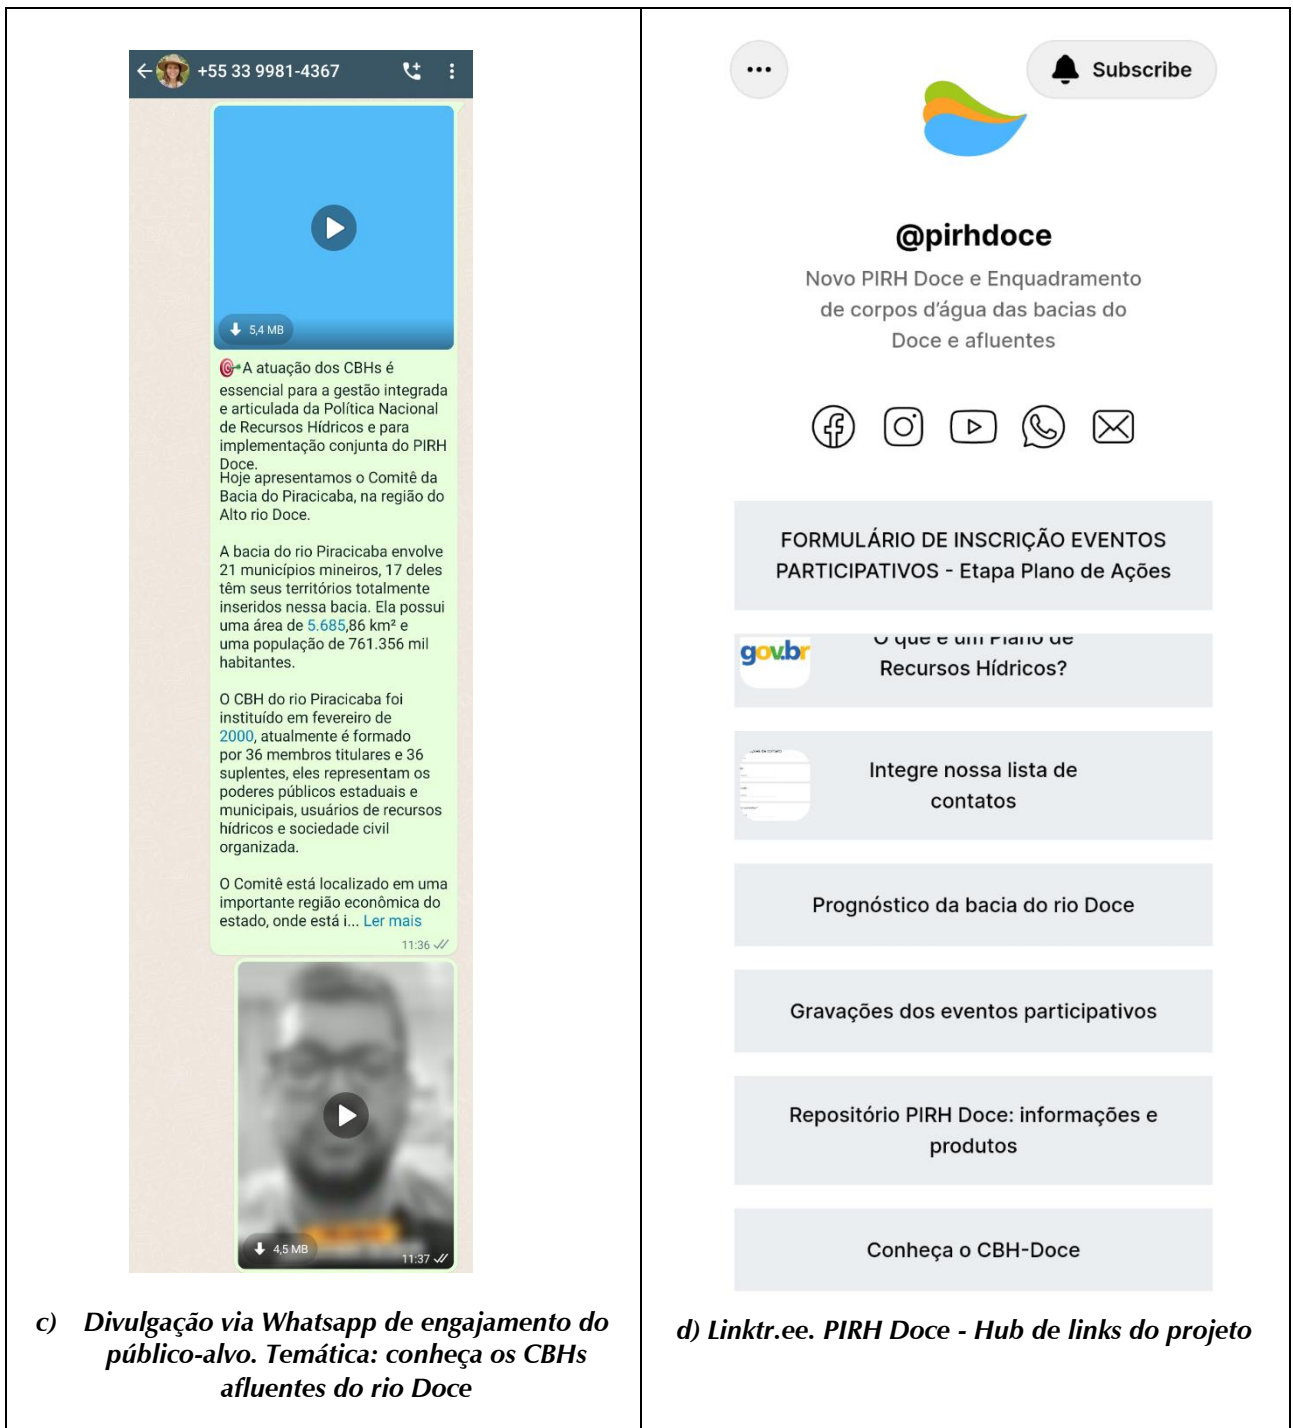 +55 33 9981-4367
5,4 MB
A atuação dos CBHs é
essencial para a gestão integrada
e articulada da Política Nacional
de Recursos Hídricos e para
implementação conjunta do PIRH
Doce.
Hoje apresentamos o Comitê da
Bacia do Piracicaba, na região do
Alto rio Doce.
A bacia do rio Piracicaba envolve
21 municípios mineiros, 17 deles
têm seus territórios totalmente
inseridos nessa bacia. Ela possui
uma área de 5.685,86 km² e
uma população de 761.356 mil
habitantes.
O CBH do rio Piracicaba foi
instituído em fevereiro de
2000, atualmente é formado
por 36 membros titulares e 36
suplentes, eles representam os
poderes públicos estaduais e
municipais, usuários de recursos
hídricos e sociedade civil
organizada.
O Comitê está localizado em uma
importante região econômica do
estado, onde está i... Ler mais
11:36
4,5 MB
11:37
c) Divulgação via Whatsapp de engajamento do
público-alvo. Temática: conheça os CBHs
afluentes do rio Doce
Subscribe
@pirhdoce
Novo PIRH Doce e Enquadramento
de corpos d'água das bacias do
Doce e afluentes
FORMULÁRIO DE INSCRIÇÃO EVENTOS
PARTICIPATIVOS - Etapa Plano de Ações
gov.br
O que é um Plano de
Recursos Hídricos?
Integre nossa lista de
contatos
Prognóstico da bacia do rio Doce
Gravações dos eventos participativos
Repositório PIRH Doce: informações e
produtos
Conheça o CBH-Doce
d) Linktr.ee. PIRH Doce - Hub de links do projeto